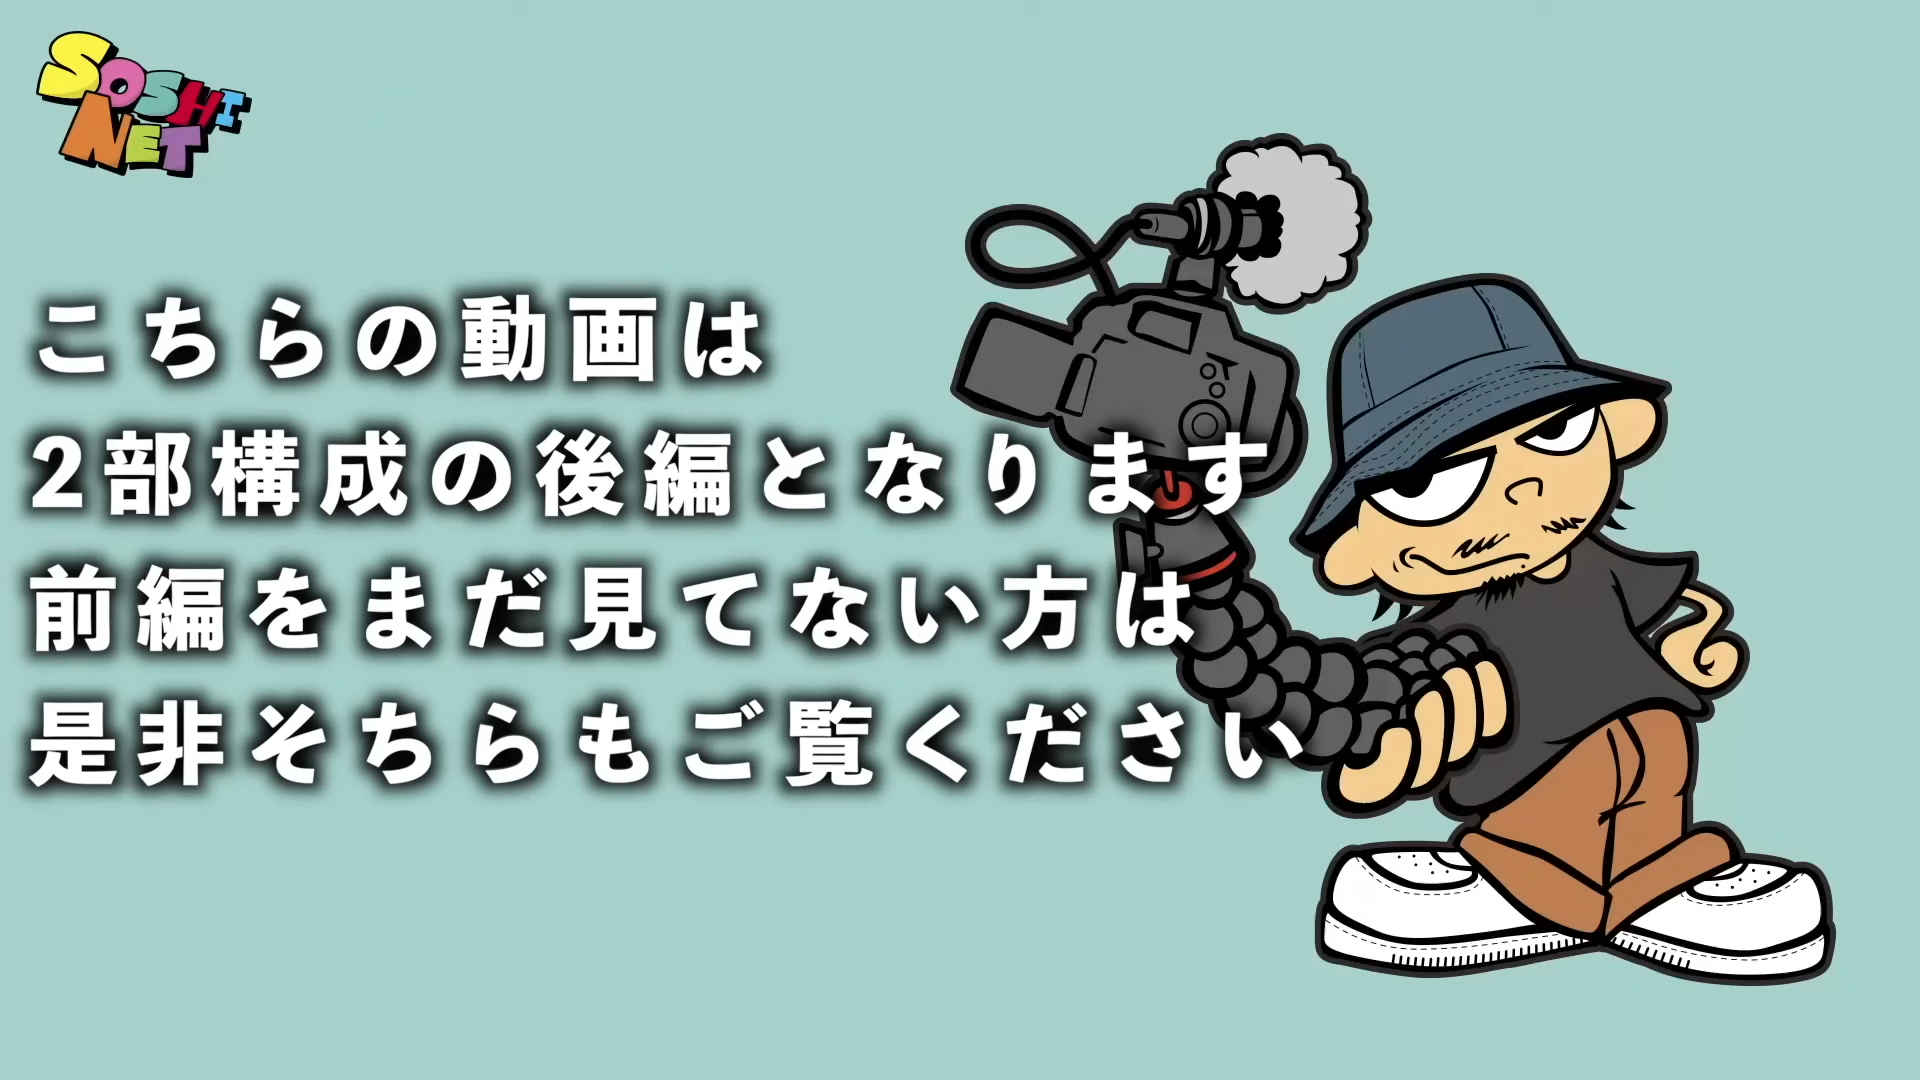 SOSHI
NET
こちらの動画は
2部構成の後編となります
前編をまだ見てない方は
是非そちらもご覧ください